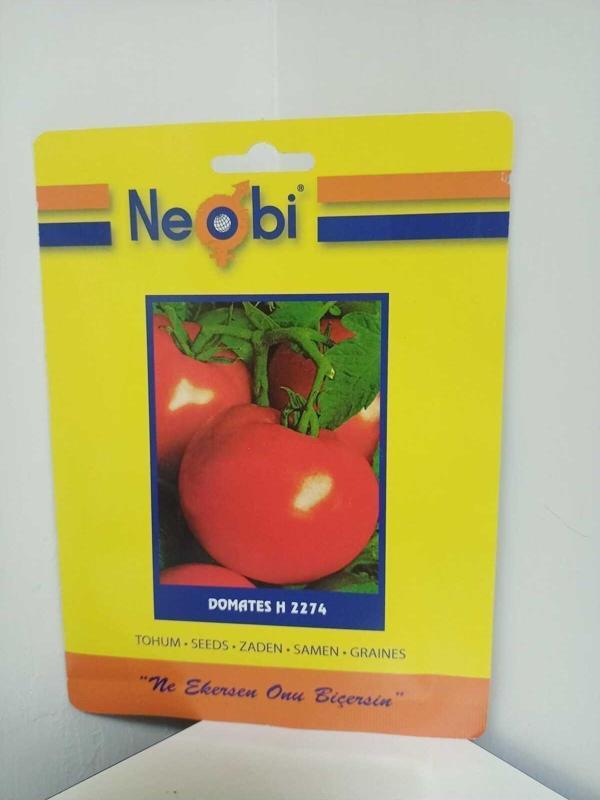 Neobi®
DOMATES H 2274
TOHUM • SEEDS • ZADEN • SAMEN • GRAINES
"Ne Ekersen Onu Biçersin"